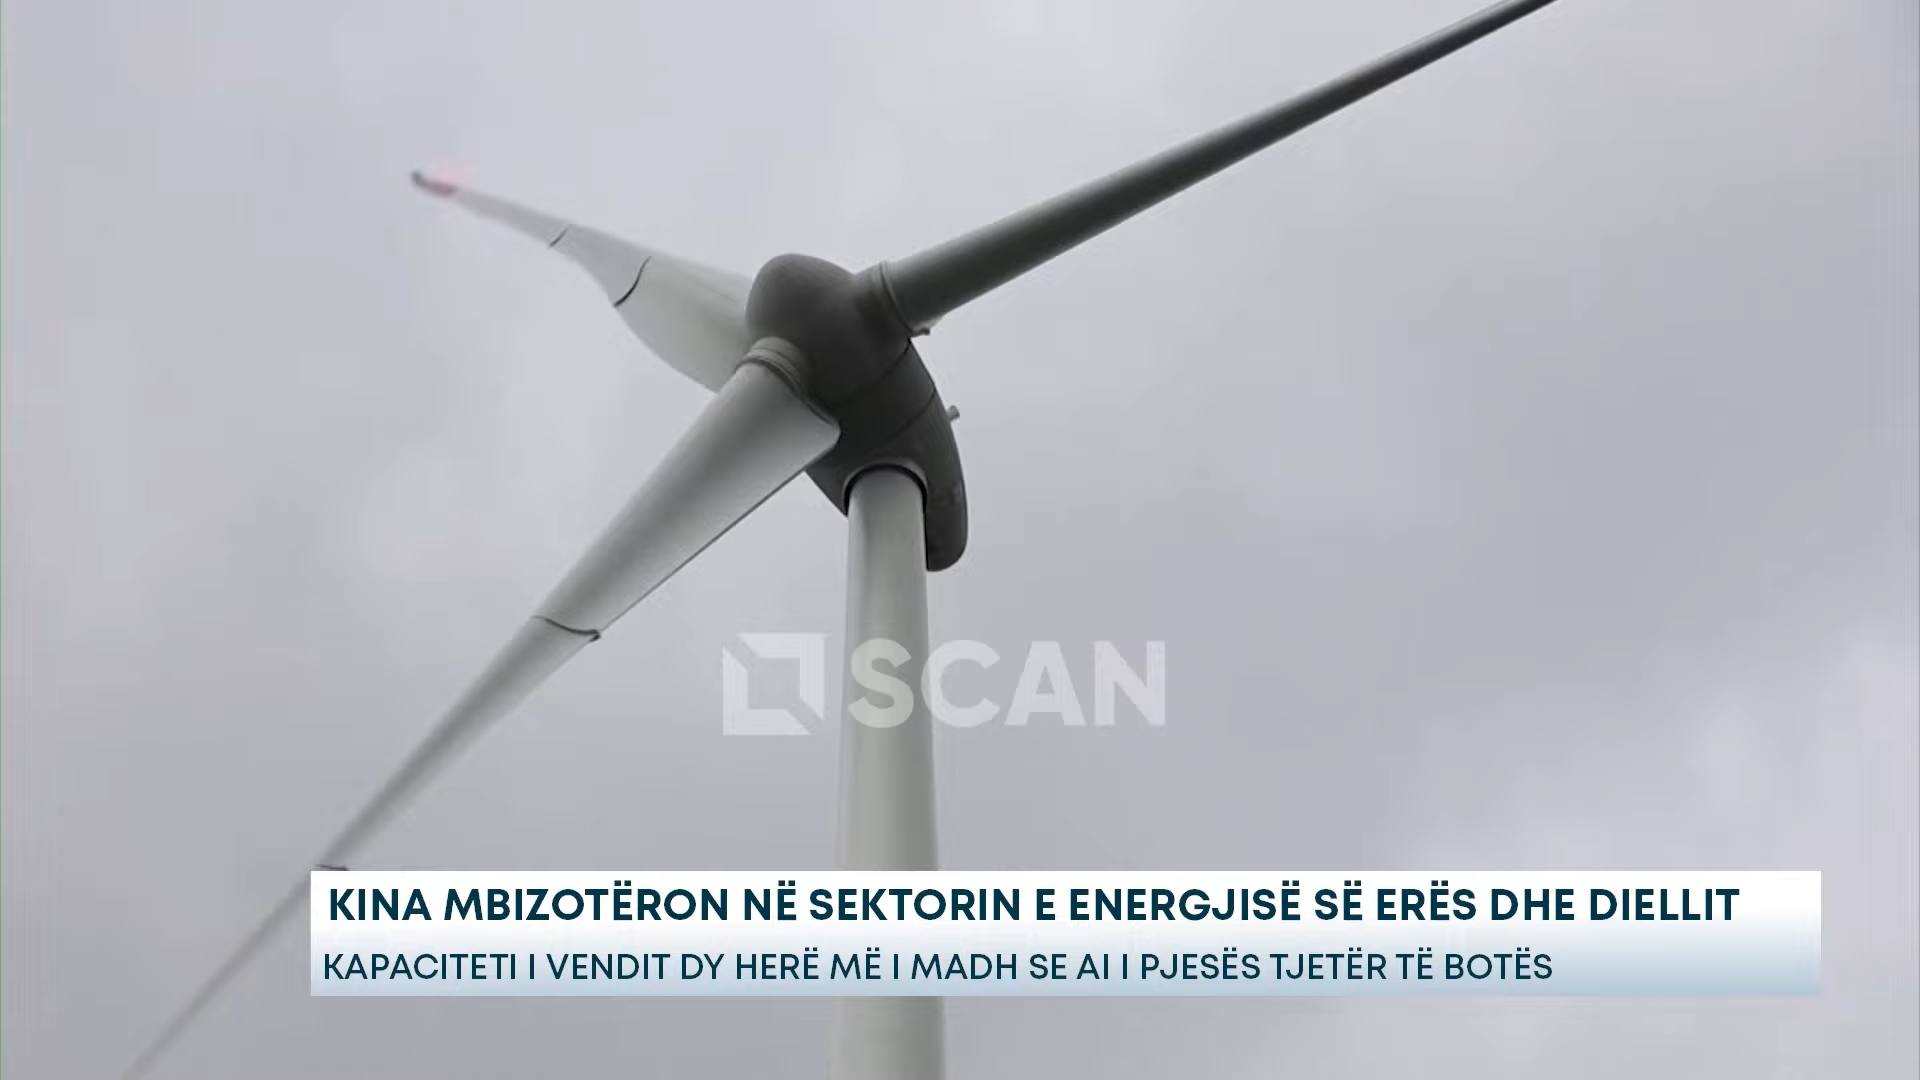 SCAN
KINA MBIZOTËRON NË SEKTORIN E ENERGJISË SË ERËS DHE DIELLIT
KAPACITETI I VENDIT DY HERË MË I MADH SE AI I PJESËS TJETËR TË BOTËS